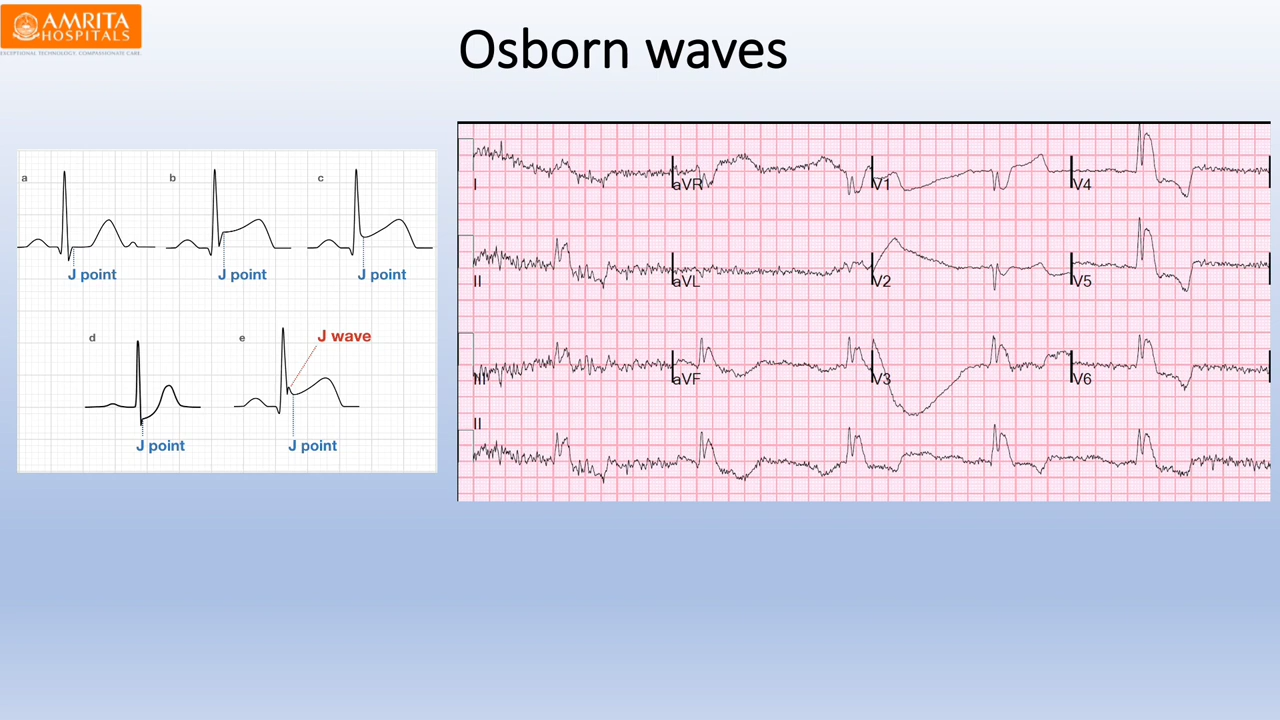 AMRITA
HOSPITALS
EXCEPTIONAL TECHNOLOGY. COMPASSIONATE CARE.
Osborn waves
a
b
c
J point
J point
J point
d
e
J wave
J point
J point
I
aVR
V1
V4
II
aVL
V2
V5
III
aVF
V3
V6
II